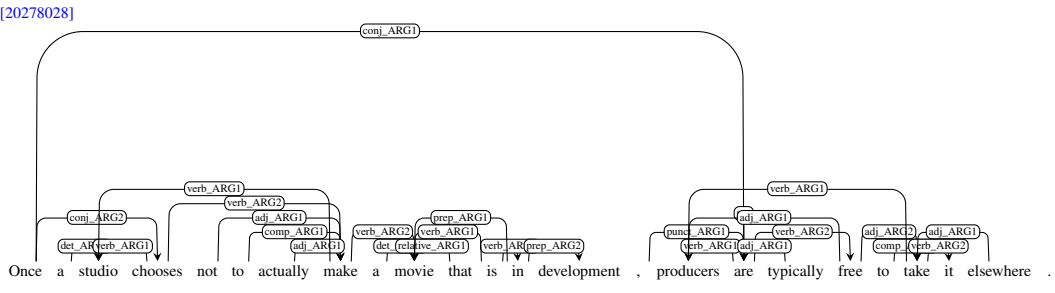 [20278028]
conj_ARG1
verb_ARG1 verb_ARG1
verb_ARG2
conj_ARG2 adj_ARG1 prep_ARG1 adj_ARG1
comp_ARG1 verb_ARG2 verb_ARG1 punct_ARG1 verb_ARG2 adj_ARG2 adj_ARG1
verb_ARG1 adj_ARG1 relative_ARG1 prep_ARG2 verb_ARG1 adj_ARG1 verb_ARG2
Once a studio chooses not to actually make a movie that is in development , producers are typically free to take it elsewhere .